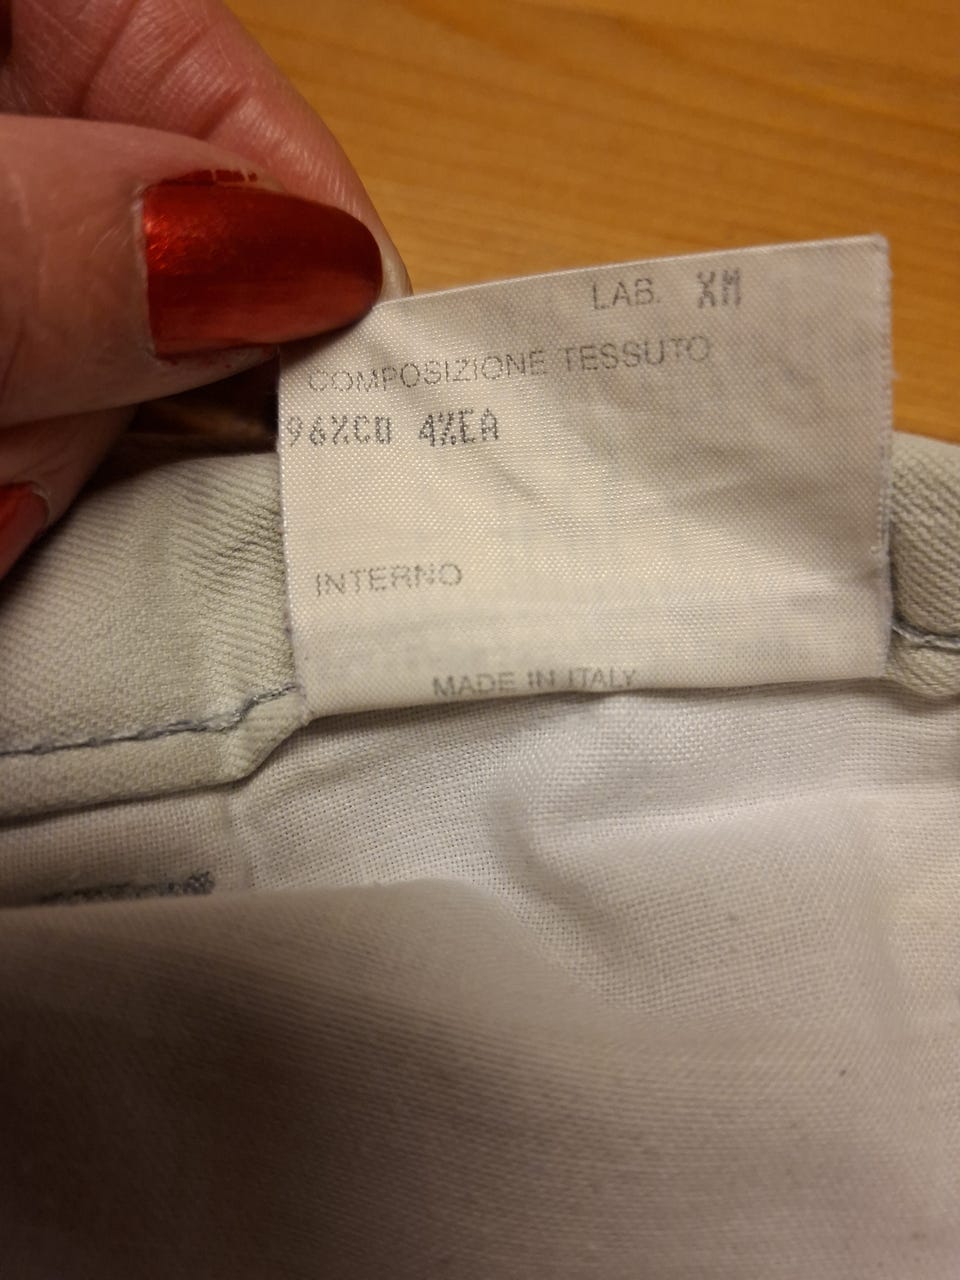 LAB. XM
COMPOSIZIONE TESSUTO
96%CO 4%EA
INTERNO
MADE IN ITALY